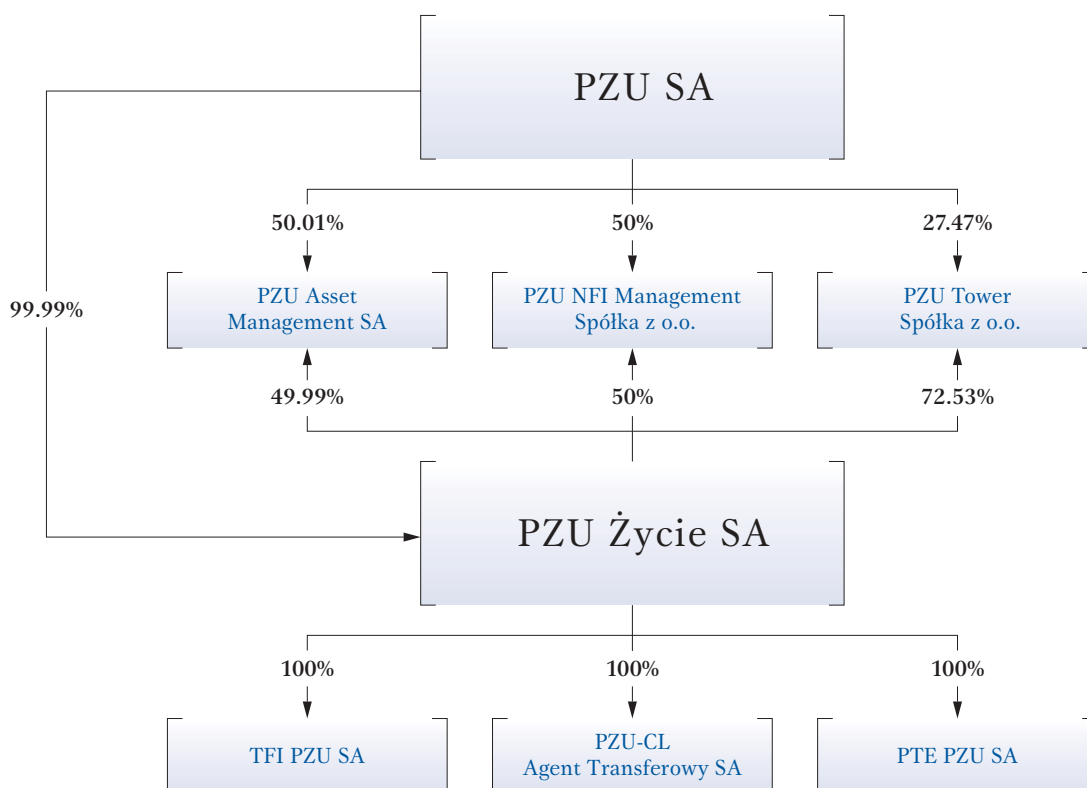 PZU SA
50.01%
50%
27.47%
PZU Asset
Management SA
PZU NFI Management
Spółka z o.o.
PZU Tower
Spółka z o.o.
99.99%
49.99%
50%
72.53%
PZU Życie SA
100%
100%
100%
TFI PZU SA
PZU-CL
Agent Transferowy SA
PTE PZU SA